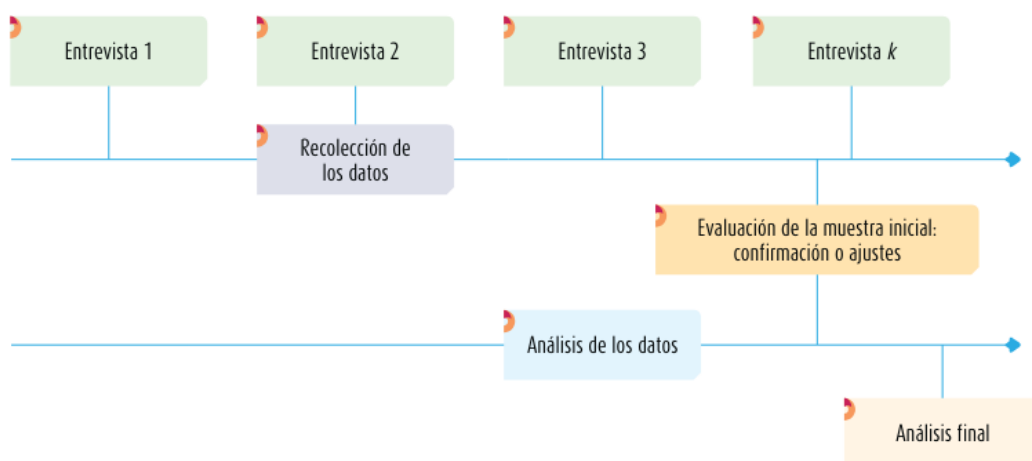 Entrevista 1
Entrevista 2
Entrevista 3
Entrevista k
Recolección de
los datos
Evaluación de la muestra inicial:
confirmación o ajustes
Análisis de los datos
Análisis final